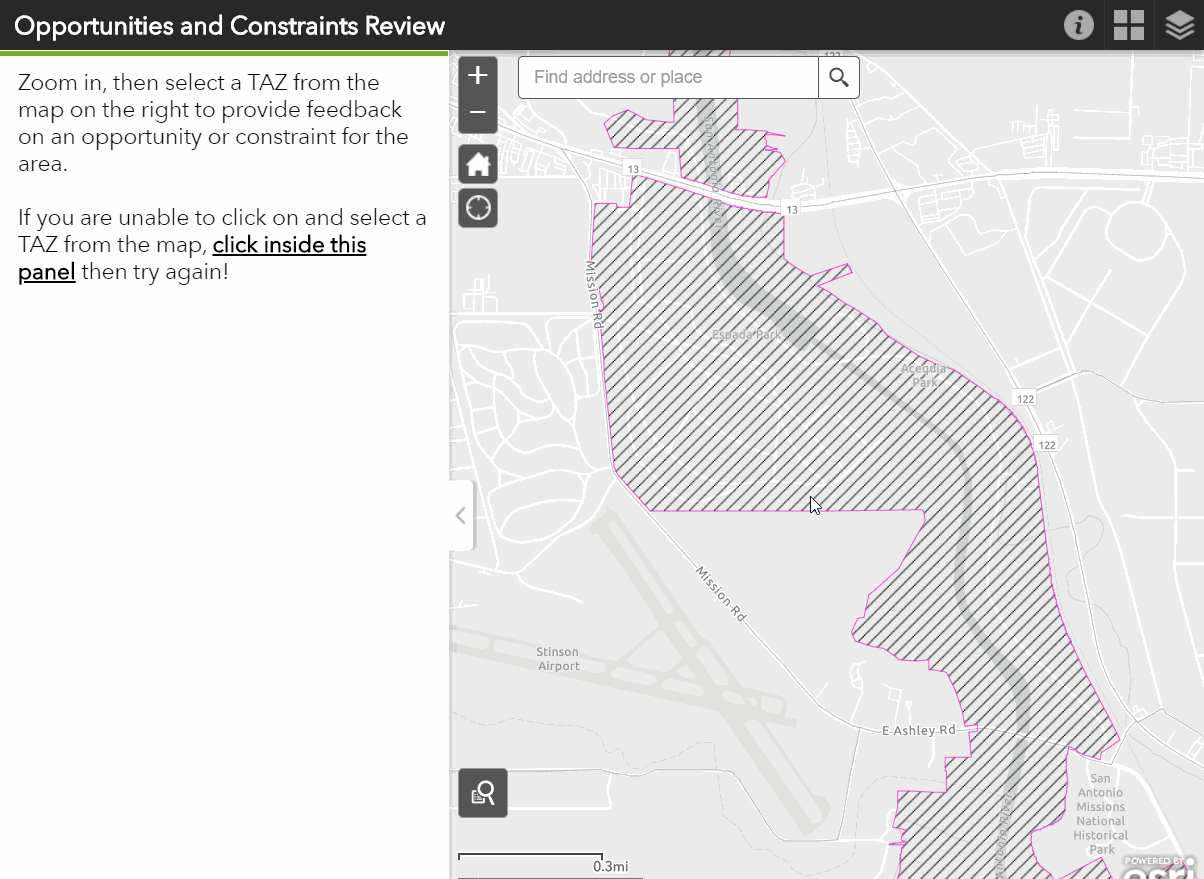 Opportunities and Constraints Review
Zoom in, then select a TAZ from the
map on the right to provide feedback
on an opportunity or constraint for the
area.
If you are unable to click on and select a
TAZ from the map, click inside this
panel then try again!
Find address or place
122
San Antonio River
13
13
Mission Rd
Espada Park
Acequia
Park
122
122
Mission Rd
Stinson
Airport
E Ashley Rd
San
Antonio
Missions
National
Historical
Park
Antonio River
0.3mi
POWERED BY
esri